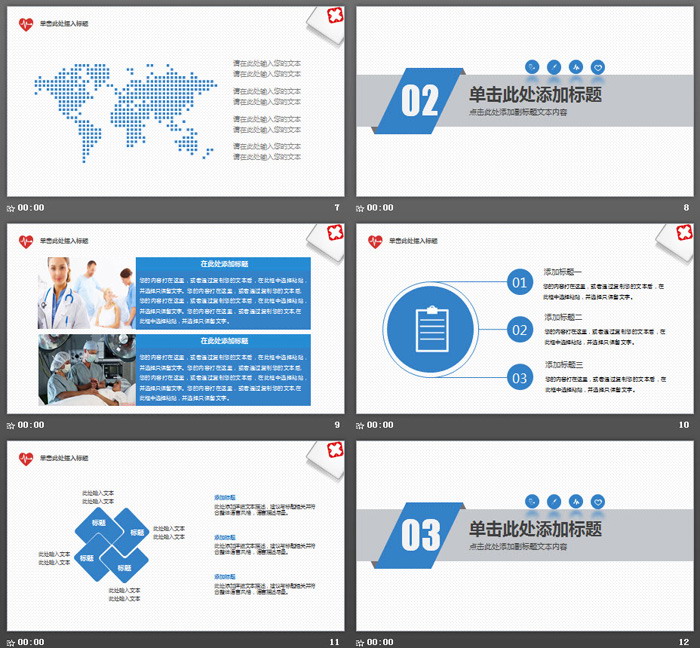 单击此处插入标题
请在此处输入您的文本
请在此处输入您的文本
请在此处输入您的文本
请在此处输入您的文本
请在此处输入您的文本
请在此处输入您的文本
请在此处输入您的文本
请在此处输入您的文本
00:00
7
02
单击此处添加标题
点击此处添加副标题文本内容
00:00
8
单击此处插入标题
在此处添加标题
您的内容打在这里，或者通过复制您的文本后，在此框中选择粘贴，
并选择只保留文字。您的内容打在这里，或者通过复制您的文本后，
您的内容打在这里，或者通过复制您的文本后，在此框中选择粘贴，
并选择只保留文字。您的内容打在这里，或者通过复制您的文本后，在
此框中选择粘贴，并选择只保留文字。
在此处添加标题
您的内容打在这里，或者通过复制您的文本后，在此框中选择粘贴，
您的内容打在这里，或者通过复制您的文本后，在此框中选择粘贴，
并选择只保留文字。您的内容打在这里，或者通过复制您的文本后，在
此框中选择粘贴，并选择只保留文字。
00:00
9
单击此处插入标题
01
添加标题一
您的内容打在这里，或者通过复制您的文本后，在
此框中选择粘贴，并选择只保留文字。
02
添加标题二
您的内容打在这里，或者通过复制您的文本后，在
此框中选择粘贴，并选择只保留文字。
03
添加标题三
您的内容打在这里，或者通过复制您的文本后，在
此框中选择粘贴，并选择只保留文字。
00:00
10
单击此处插入标题
此处输入文本
此处输入文本
标题
标题
标题
标题
此处输入文本
此处输入文本
此处输入文本
此处输入文本
此处输入文本
此处输入文本
添加标题
此处添加详细文本描述，建议与标题相关并符
合整体语言风格，语言描述尽量。
添加标题
此处添加详细文本描述，建议与标题相关并符
合整体语言风格，语言描述尽量。
添加标题
此处添加详细文本描述，建议与标题相关并符
合整体语言风格，语言描述尽量。
00:00
11
03
单击此处添加标题
点击此处添加副标题文本内容
00:00
12